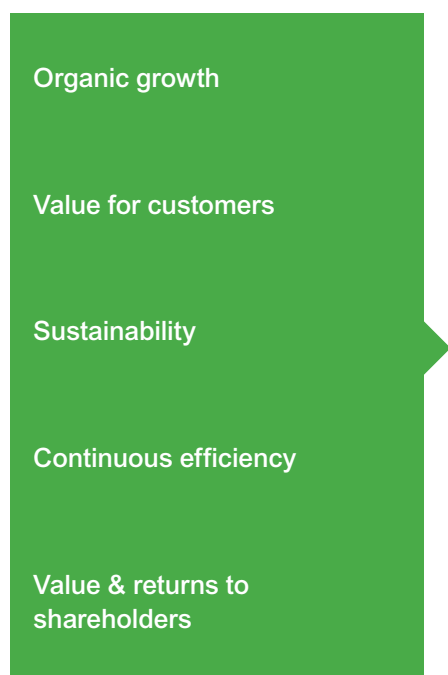 Organic growth
Value for customers
Sustainability
Continuous efficiency
Value & returns to
shareholders